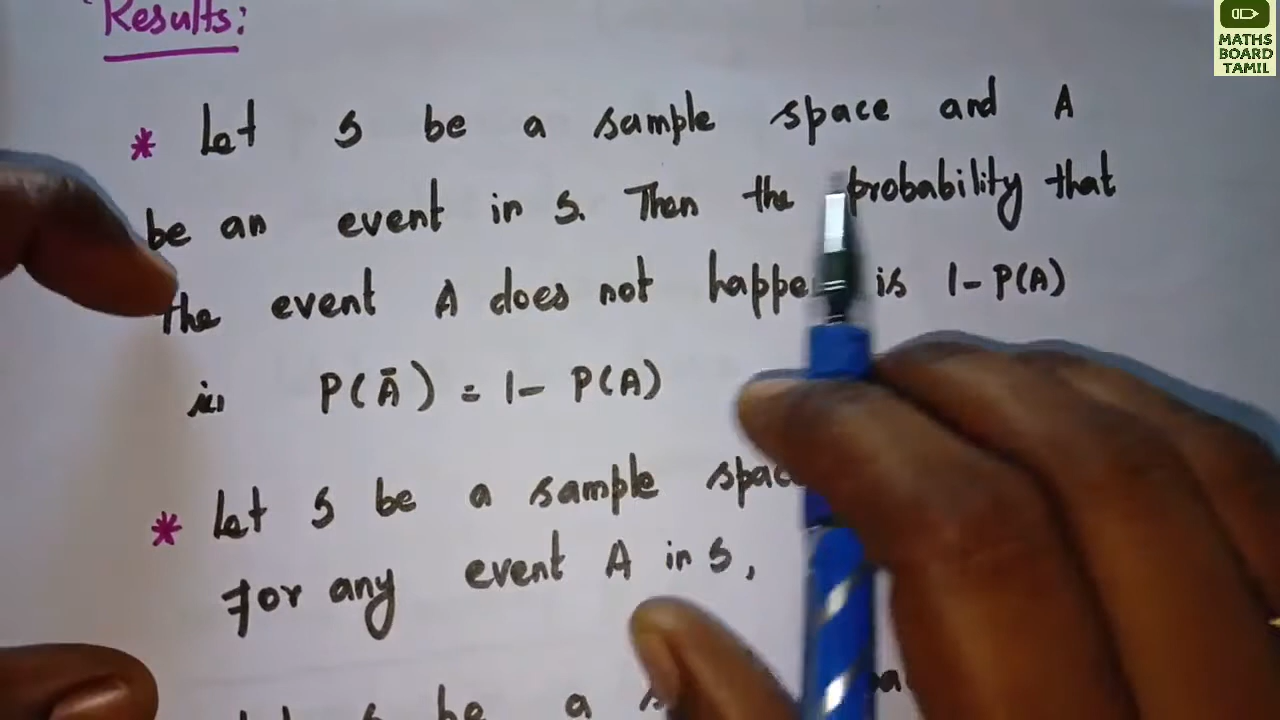 Results:
MATHS
BOARD
TAMIL
* Let S be a sample space and A
be an event in S. Then the probability that
the event A does not happen is 1- P(A)
P(Ā) = 1- P(A)
* Let S be a sample
for any event A in S,
S be a